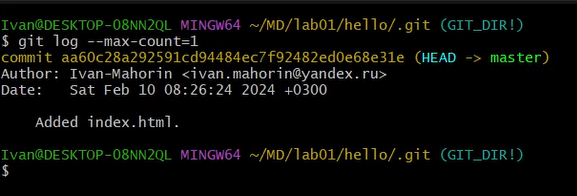 Ivan@DESKTOP-08NN2QL MINGW64 ~/MD/lab01/hello/.git (GIT_DIR!)
$ git log --max-count=1
commit aa60c28a292591cd94484ec7f92482ed0e68e31e (HEAD -> master)
Author: Ivan-Mahorin <ivan.mahorin@yandex.ru>
Date:   Sat Feb 10 08:26:24 2024 +0300
    Added index.html.
Ivan@DESKTOP-08NN2QL MINGW64 ~/MD/lab01/hello/.git (GIT_DIR!)
$